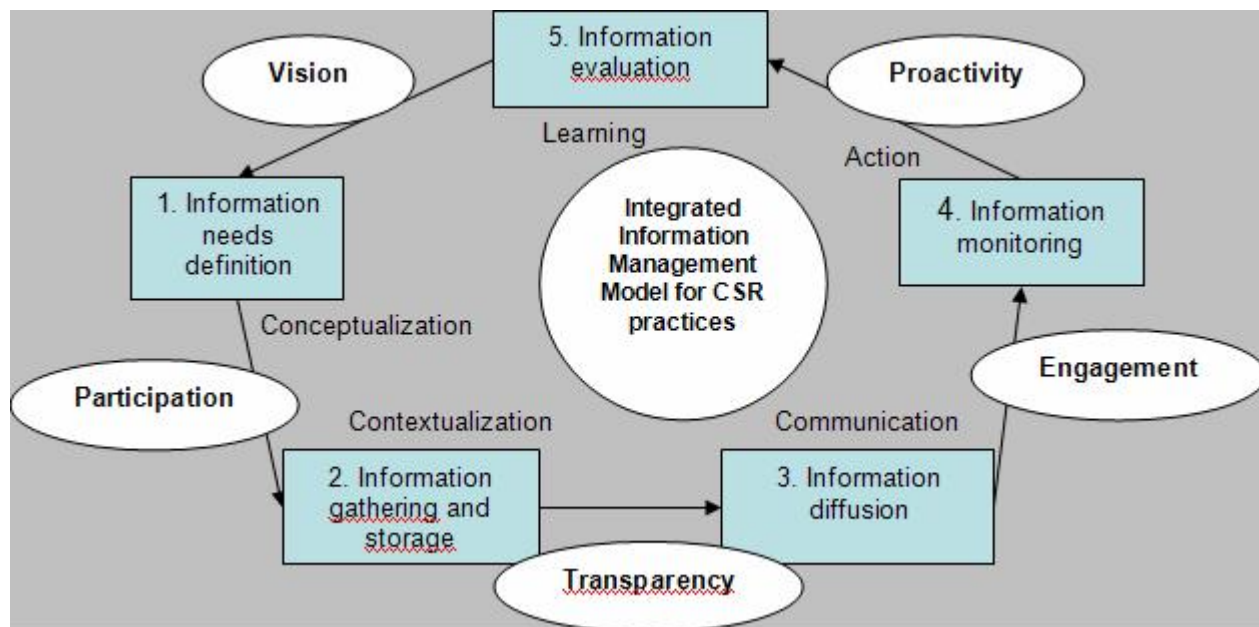 5. Information
evaluation
Vision
Proactivity
Learning
Action
1. Information
needs
definition
Integrated
Information
Management
Model for CSR
practices
4. Information
monitoring
Conceptualization
Participation
Engagement
Contextualization
Communication
2. Information
gathering and
storage
3. Information
diffusion
Transparency